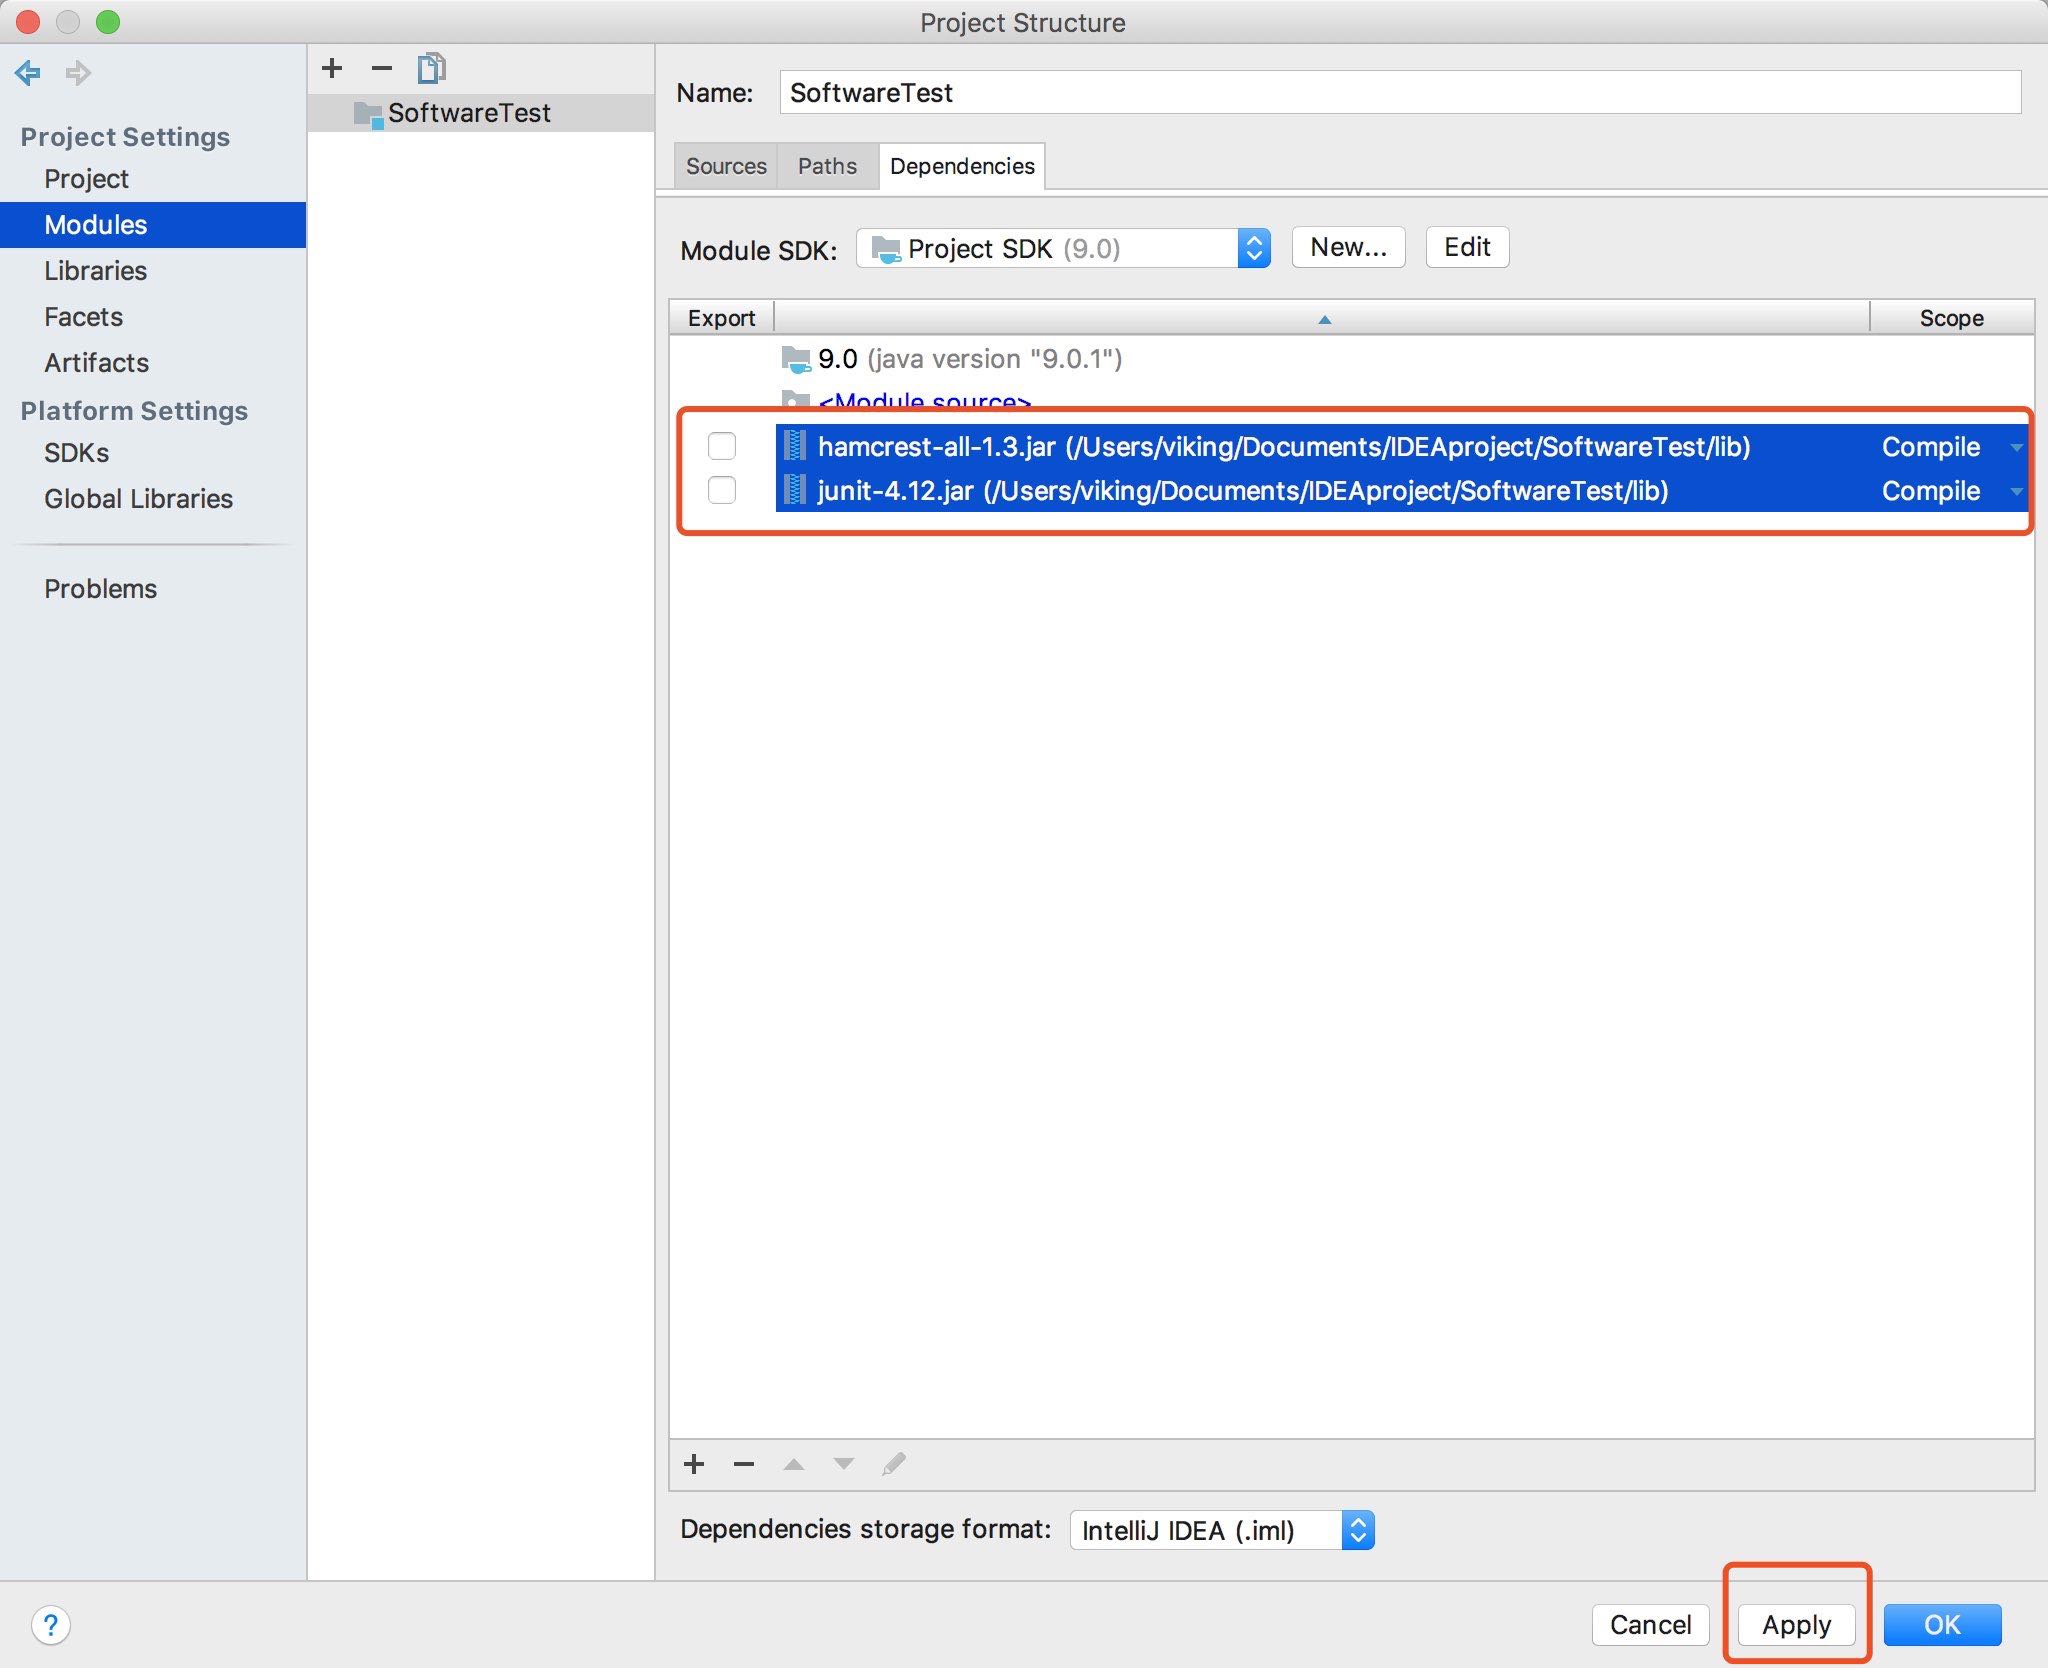 Project Structure
Project Settings
Project
Modules
Libraries
Facets
Artifacts
Platform Settings
SDKs
Global Libraries
Problems
SoftwareTest
Name: SoftwareTest
Sources Paths Dependencies
Module SDK: Project SDK (9.0) New... Edit
Export Scope
9.0 (java version "9.0.1")
<Module source>
hamcrest-all-1.3.jar (/Users/viking/Documents/IDEAproject/SoftwareTest/lib) Compile
junit-4.12.jar (/Users/viking/Documents/IDEAproject/SoftwareTest/lib) Compile
Dependencies storage format: IntelliJ IDEA (.iml)
? Cancel Apply OK